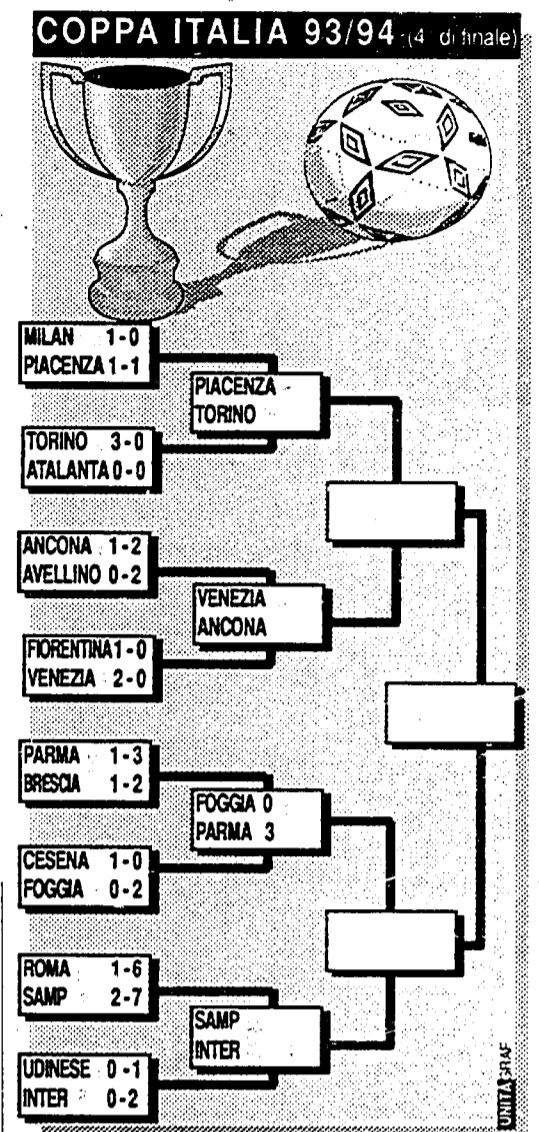 COPPA ITALIA 93/94 (4 di finale)
MILAN 1-0
PIACENZA 1-1
PIACENZA
TORINO
TORINO 3-0
ATALANTA 0-0
ANCONA 1-2
AVELLINO 0-2
VENEZIA
ANCONA
FIORENTINA 1-0
VENEZIA 2-0
PARMA 1-3
BRESCIA 1-2
FOGGIA 0
PARMA 3
CESENA 1-0
FOGGIA 0-2
ROMA 1-6
SAMP 2-7
SAMP
INTER
UDINESE 0-1
INTER 0-2
UNITÀ GRAF